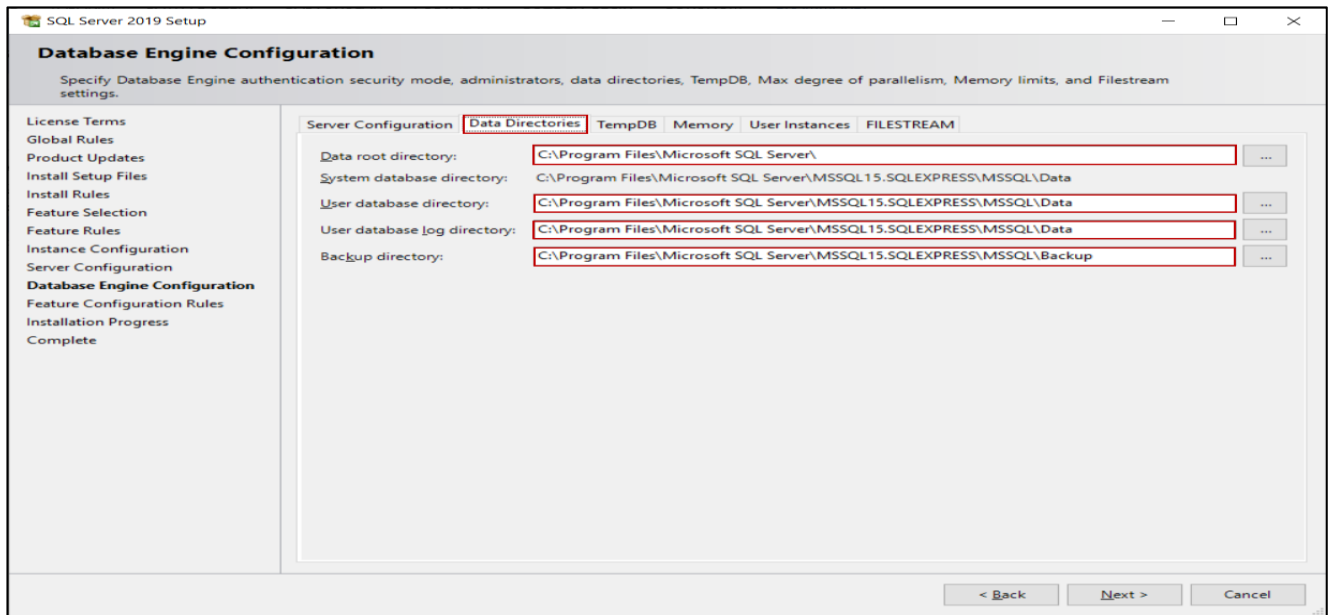 SQL Server 2019 Setup
Database Engine Configuration
Specify Database Engine authentication security mode, administrators, data directories, TempDB, Max degree of parallelism, Memory limits, and Filestream
settings.
License Terms
Global Rules
Product Updates
Install Setup Files
Install Rules
Feature Selection
Feature Rules
Instance Configuration
Server Configuration
Database Engine Configuration
Feature Configuration Rules
Installation Progress
Complete
Server Configuration Data Directories TempDB Memory User Instances FILESTREAM
Data root directory: C:\Program Files\Microsoft SQL Server\ ...
System database directory: C:\Program Files\Microsoft SQL Server\MSSQL15.SQLEXPRESS\MSSQL\Data
User database directory: C:\Program Files\Microsoft SQL Server\MSSQL15.SQLEXPRESS\MSSQL\Data ...
User database log directory: C:\Program Files\Microsoft SQL Server\MSSQL15.SQLEXPRESS\MSSQL\Data ...
Backup directory: C:\Program Files\Microsoft SQL Server\MSSQL15.SQLEXPRESS\MSSQL\Backup ...
< Back Next > Cancel